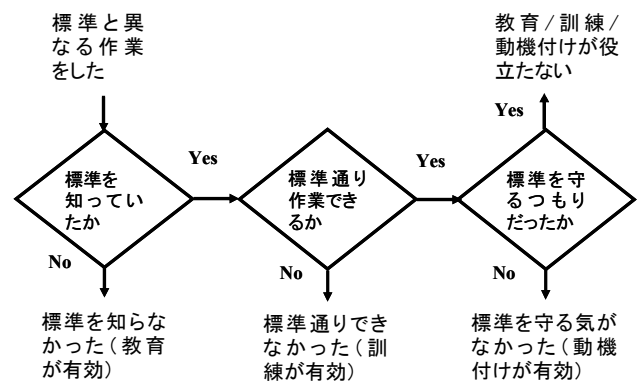 標準と異
なる作業
をした
教育/訓練/
動機付けが役
立たない
Yes
Yes
Yes
標準を
知ってい
たか
標準通り
作業でき
るか
標準を守
るつもり
だったか
No
No
No
標準を知らな
かった(教育
が有効)
標準通りでき
なかった(訓
練が有効)
標準を守る気が
なかった(動機
付けが有効)